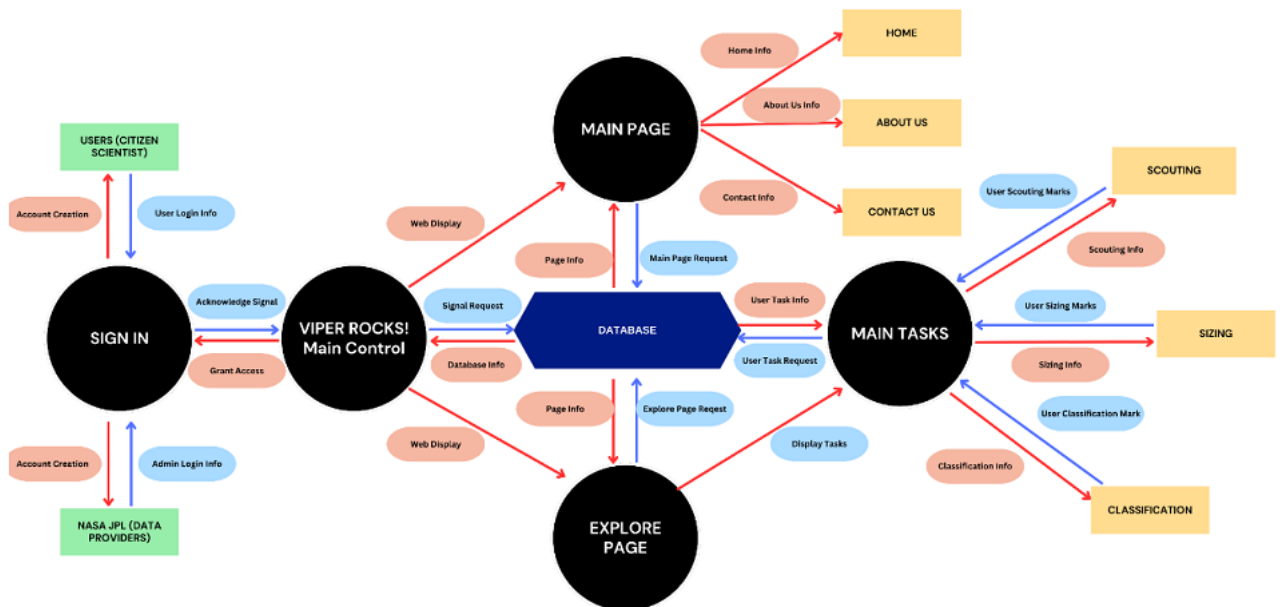 HOME
Home Info
About Us Info
MAIN PAGE
ABOUT US
USERS (CITIZEN
SCIENTIST)
SCOUTING
User Scouting Marks
Contact Info
CONTACT US
Account Creation
User Login Info
Web Display
Scouting Info
Page Info
Main Page Request
Acknowledge Signal
Signal Request
User Task Info
User Sizing Marks
SIGN IN
VIPER ROCKS!
Main Control
DATABASE
MAIN TASKS
SIZING
Grant Access
Database Info
User Task Request
Sizing Info
Page Info
Explore Page Reqest
User Classification Mark
Web Display
Display Tasks
Account Creation
Admin Login Info
Classification Info
CLASSIFICATION
NASA JPL (DATA
PROVIDERS)
EXPLORE
PAGE